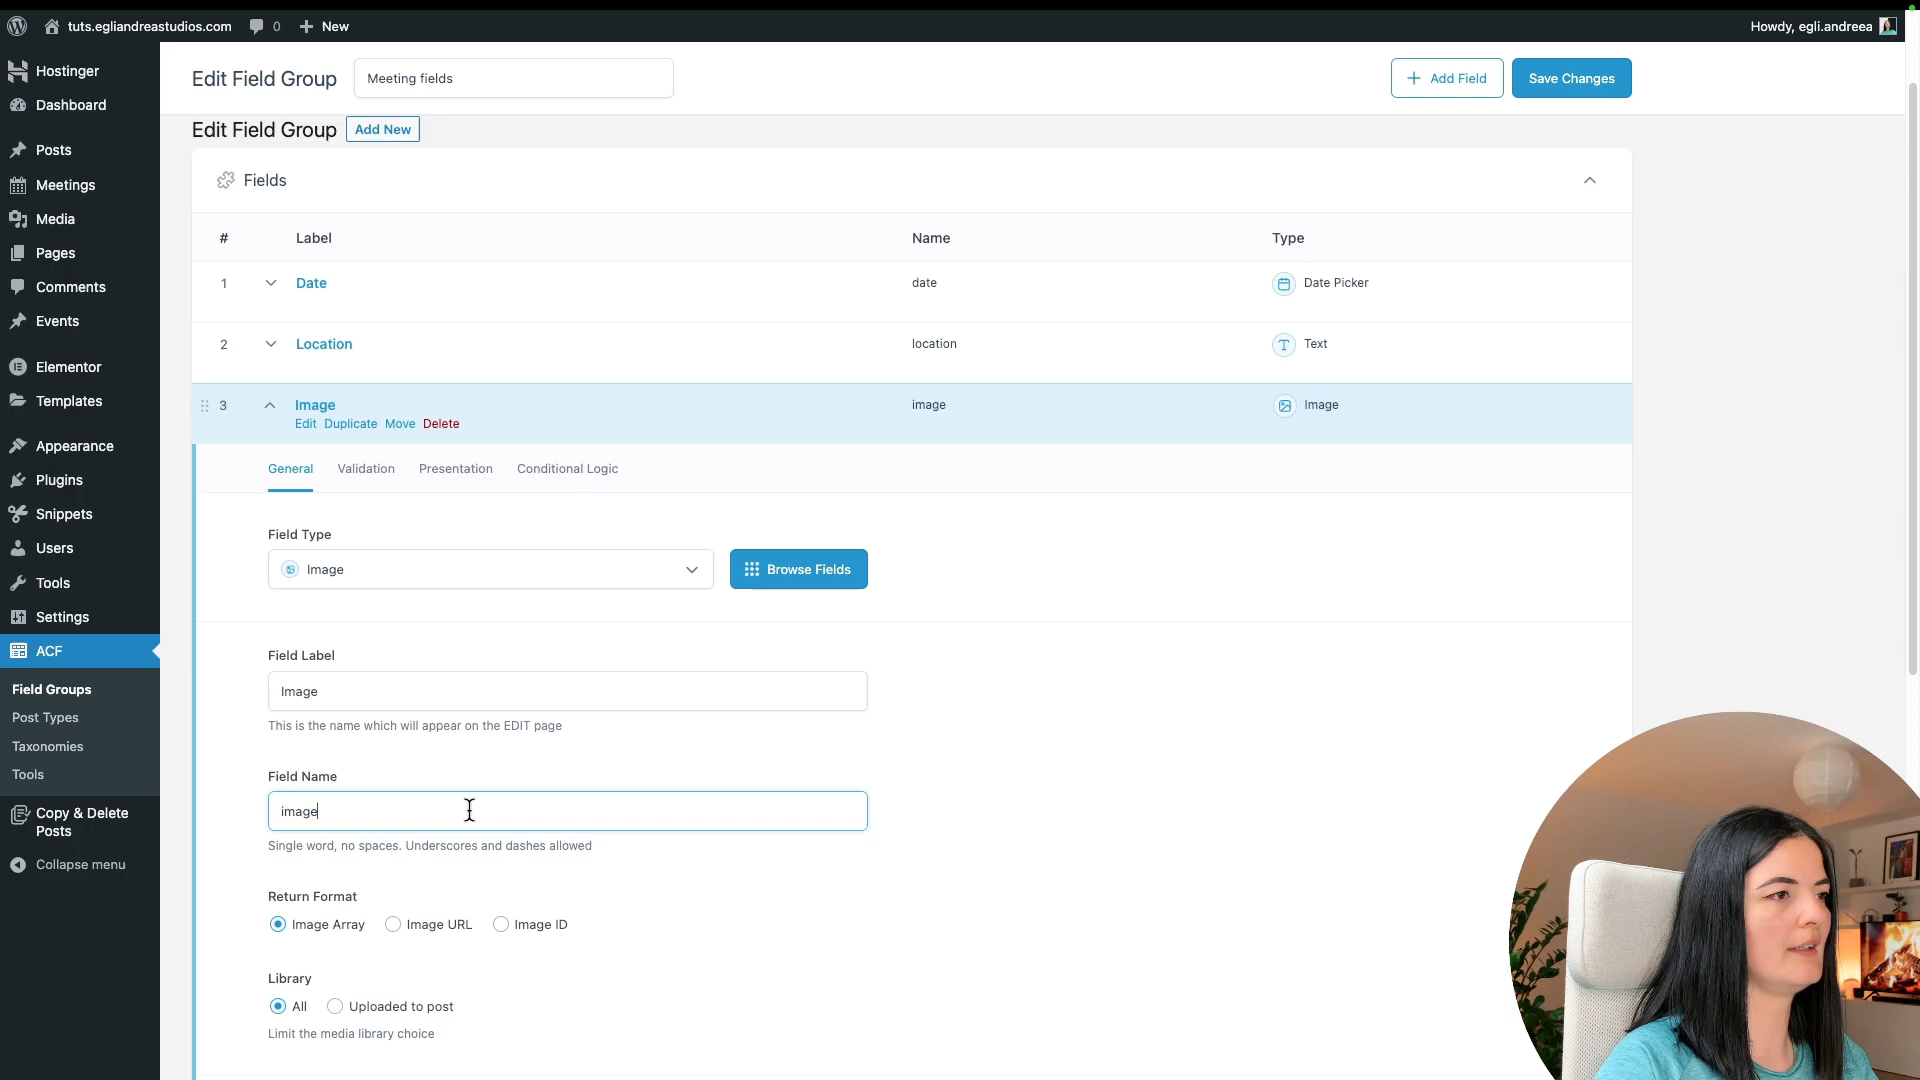 tuts.egliandreastudios.com 0 New Howdy, egli.andreea
Hostinger
Dashboard
Posts
Meetings
Media
Pages
Comments
Events
Elementor
Templates
Appearance
Plugins
Snippets
Users
Tools
Settings
ACF
Field Groups
Post Types
Taxonomies
Tools
Copy & Delete
Posts
Collapse menu
Edit Field Group Meeting fields Add Field Save Changes
Edit Field Group Add New
Fields
# Label Name Type
1 Date date Date Picker
2 Location location Text
3 Image image Image
Edit Duplicate Move Delete
General Validation Presentation Conditional Logic
Field Type
Image Browse Fields
Field Label
Image
This is the name which will appear on the EDIT page
Field Name
image
Single word, no spaces. Underscores and dashes allowed
Return Format
Image Array Image URL Image ID
Library
All Uploaded to post
Limit the media library choice